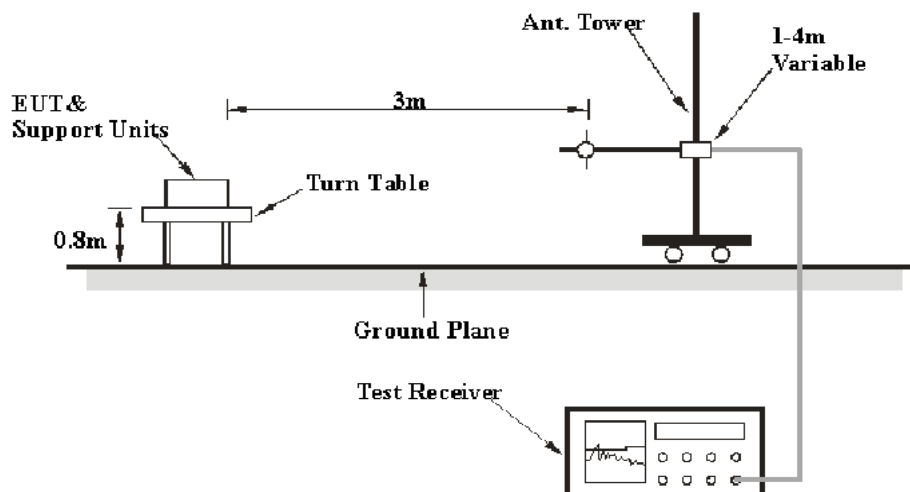 Ant. Tower
1-4m
Variable
3m
EUT&
Support Units
Turn Table
0.8m
Ground Plane
Test Receiver